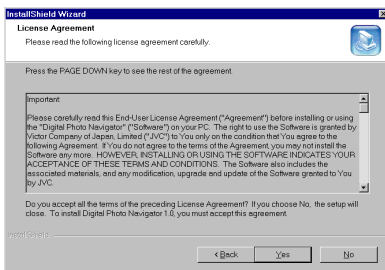 InstallShield Wizard
License Agreement
Please read the following license agreement carefully.
Press the PAGE DOWN key to see the rest of the agreement.
Important
Please carefully read this End-User License Agreement ("Agreement") before installing or using
the "Digital Photo Navigator" ("Software") on your PC. The right to use the Software is granted by
Victor Company of Japan, Limited ("JVC") to You only on the condition that You agree to the
following Agreement. If You do not agree to the terms of the Agreement, you may not install the
Software any more. HOWEVER, INSTALLING OR USING THE SOFTWARE INDICATES YOUR
ACCEPTANCE OF THESE TERMS AND CONDITIONS. The Software also includes the
associated materials, and any modification, upgrade and update of the Software granted to You
by JVC.
Do you accept all the terms of the preceding License Agreement? If you choose No, the setup will
close. To install Digital Photo Navigator 1.0, you must accept this agreement.
InstallShield
< Back Yes No